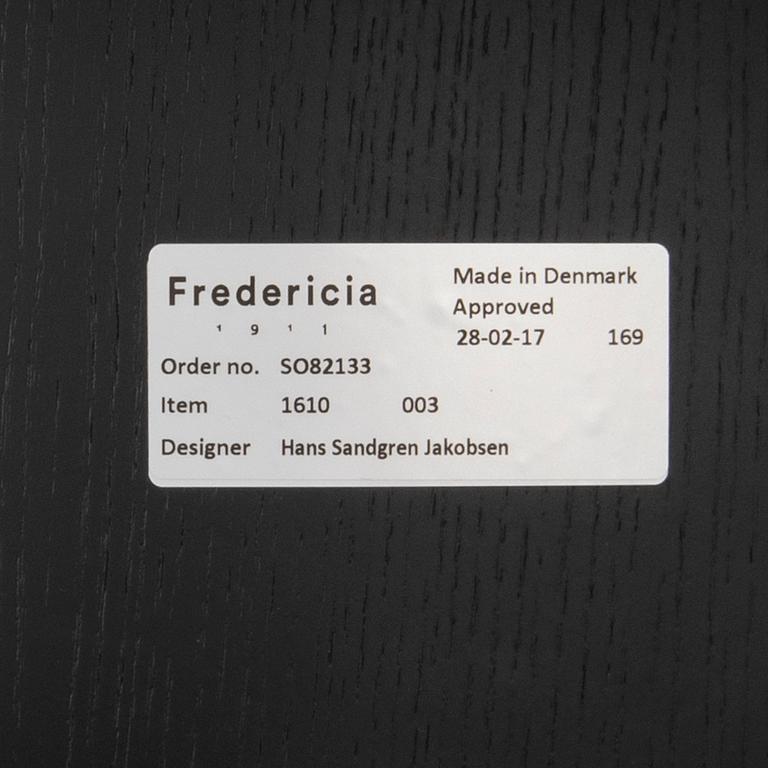 Fredericia
1 9 1 1
Made in Denmark
Approved
28-02-17 169
Order no. SO82133
Item 1610 003
Designer Hans Sandgren Jakobsen